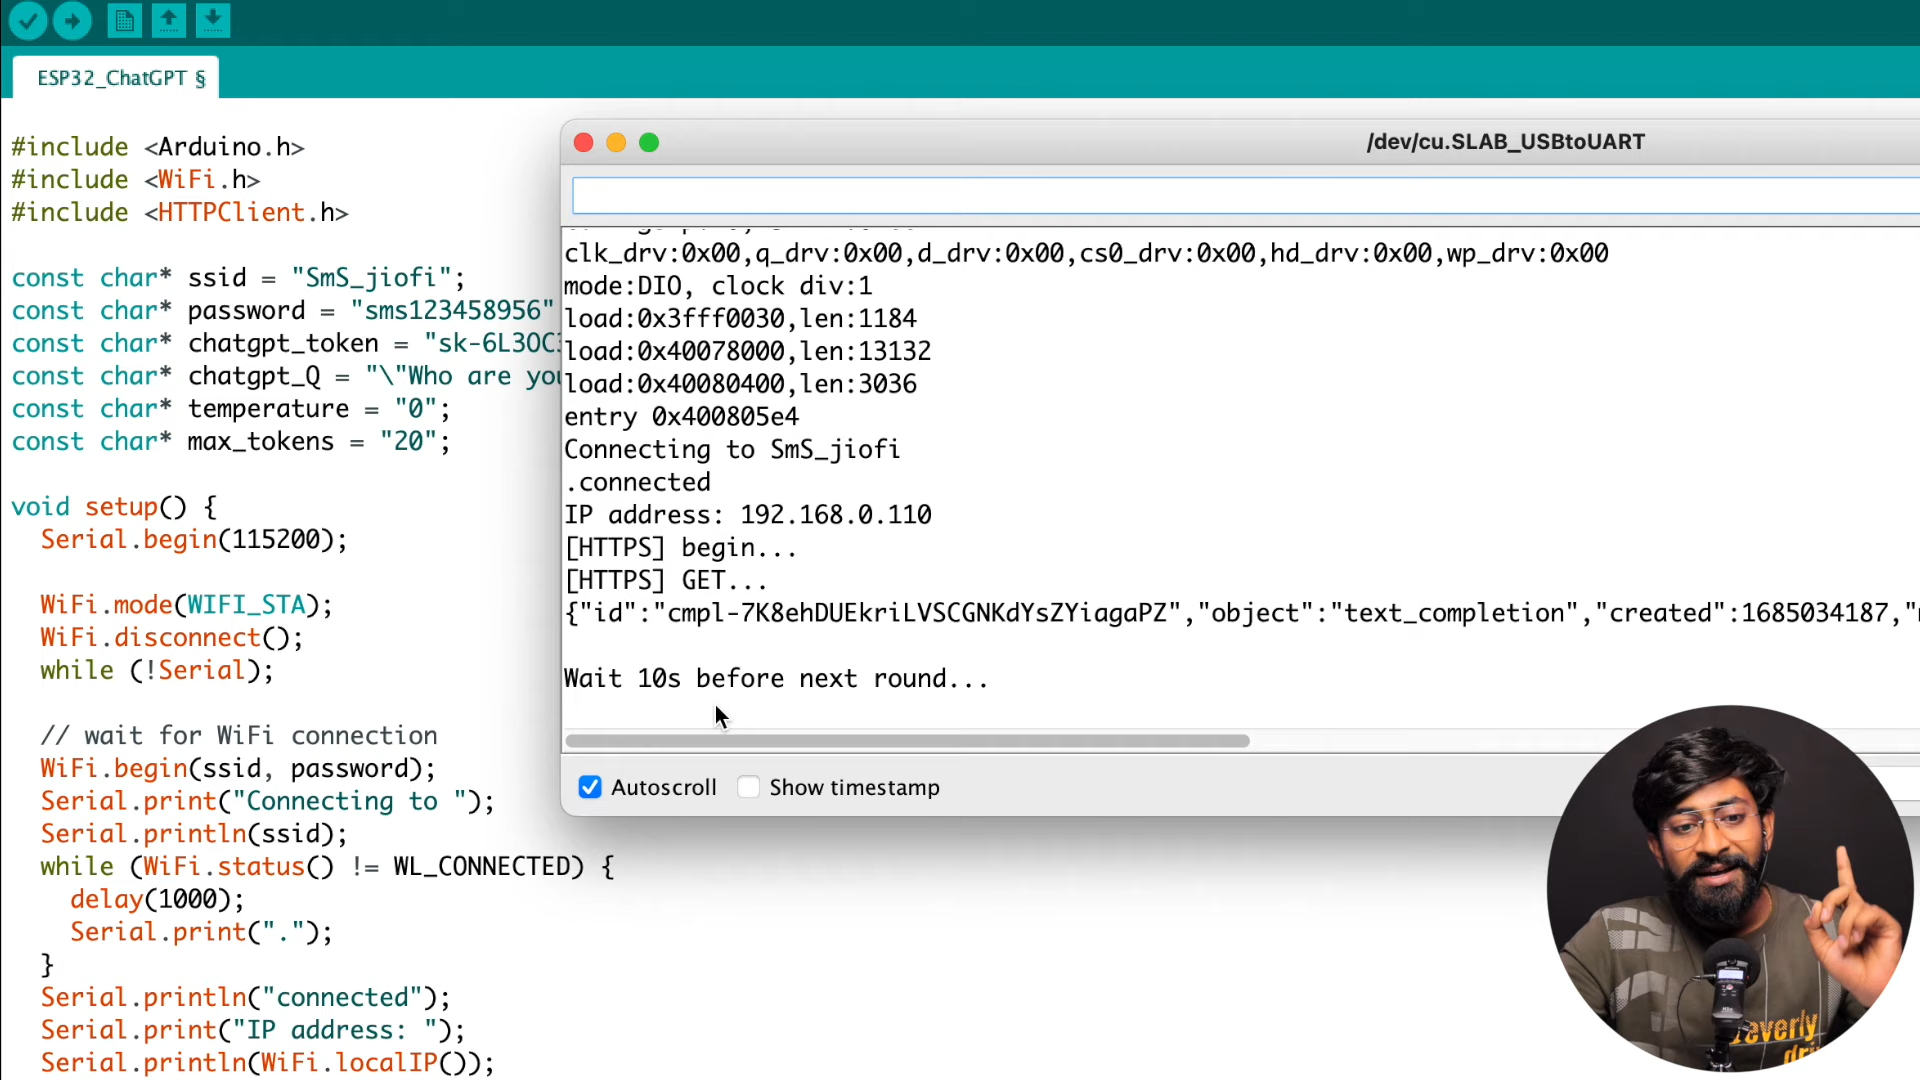 ESP32_ChatGPT §
#include <Arduino.h>
#include <WiFi.h>
#include <HTTPClient.h>
const char* ssid = "SmS_jiofi";
const char* password = "sms123458956"
const char* chatgpt_token = "sk-6L3OC3
const char* chatgpt_Q = "\"Who are you
const char* temperature = "0";
const char* max_tokens = "20";
void setup() {
Serial.begin(115200);
WiFi.mode(WIFI_STA);
WiFi.disconnect();
while (!Serial);
// wait for WiFi connection
WiFi.begin(ssid, password);
Serial.print("Connecting to ");
Serial.println(ssid);
while (WiFi.status() != WL_CONNECTED) {
delay(1000);
Serial.print(".");
}
Serial.println("connected");
Serial.print("IP address: ");
Serial.println(WiFi.localIP());
/dev/cu.SLAB_USBtoUART
clk_drv:0x00,q_drv:0x00,d_drv:0x00,cs0_drv:0x00,hd_drv:0x00,wp_drv:0x00
mode:DIO, clock div:1
load:0x3fff0030,len:1184
load:0x40078000,len:13132
load:0x40080400,len:3036
entry 0x400805e4
Connecting to SmS_jiofi
.connected
IP address: 192.168.0.110
[HTTPS] begin...
[HTTPS] GET...
{"id":"cmpl-7K8ehDUEkriLVSCGNKdYsZYiagaPZ","object":"text_completion","created":1685034187,"
Wait 10s before next round...
Autoscroll
Show timestamp